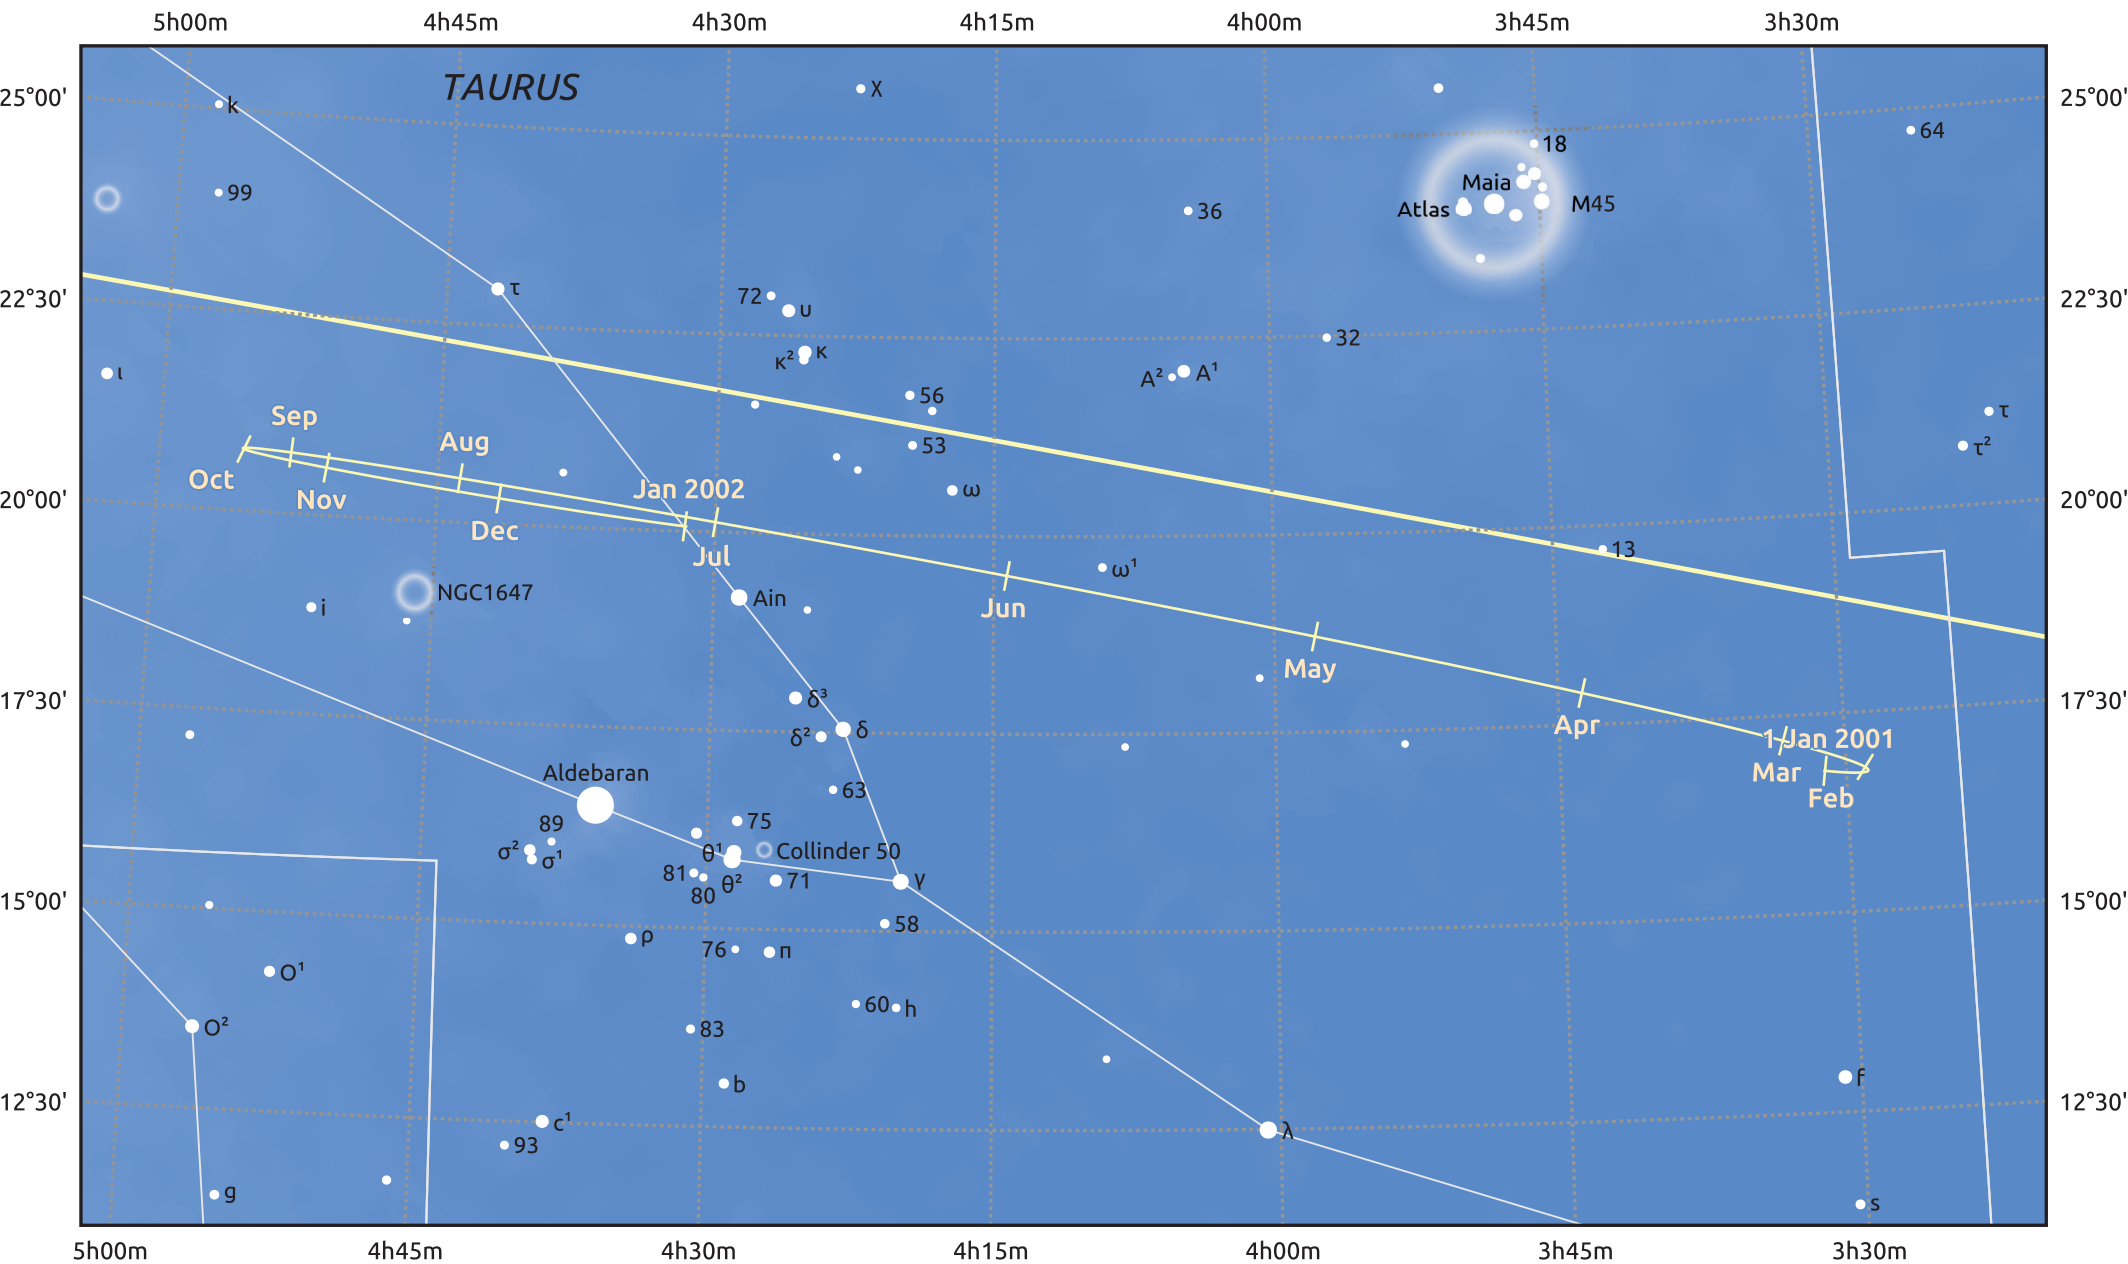 5h00m 4h45m 4h30m 4h15m 4h00m 3h45m 3h30m
TAURUS
χ
25°00' 25°00'
k
64
18
99
Maia
M45
Atlas
36
τ
22°30' 72 22°30'
υ
32
κ² κ
ι
A² A¹
56
τ
Sep
Aug
53
τ²
Oct
Jan 2002
ω
20°00' Nov 20°00'
Dec
13
Jul
ω¹
NGC1647
Ain
i
Jun
May
17°30' δ³ 17°30'
Apr
δ² δ
1 Jan 2001
Aldebaran
Mar
63
Feb
89
75
σ² σ¹
θ¹ Collinder 50
81 θ² 71 γ
80
15°00' 15°00'
58
ρ
76 π
O¹
60 h
O²
83
f
b
12°30' 12°30'
c¹
λ
93
g
s
5h00m 4h45m 4h30m 4h15m 4h00m 3h45m 3h30m